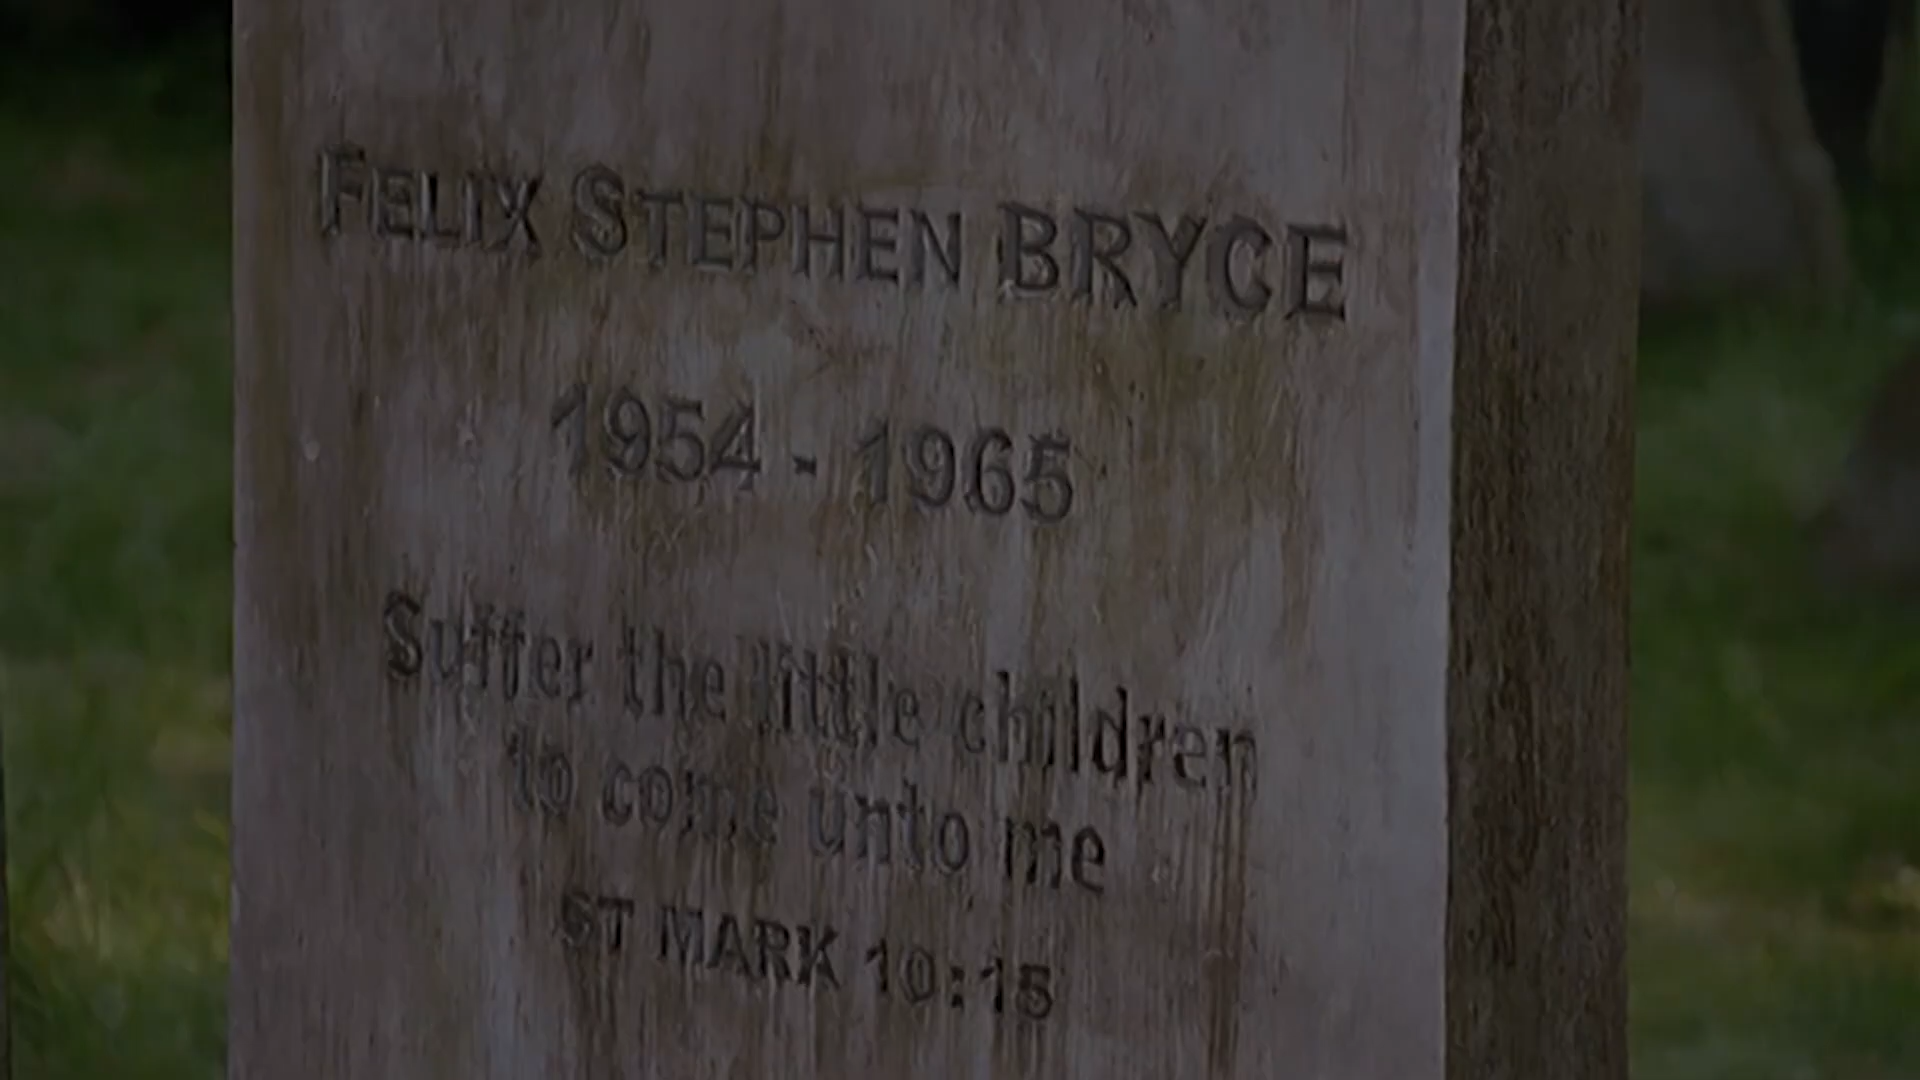 FELIX STEPHEN BRYCE
1954 - 1965
Suffer the little children
to come unto me
ST MARK 10:15